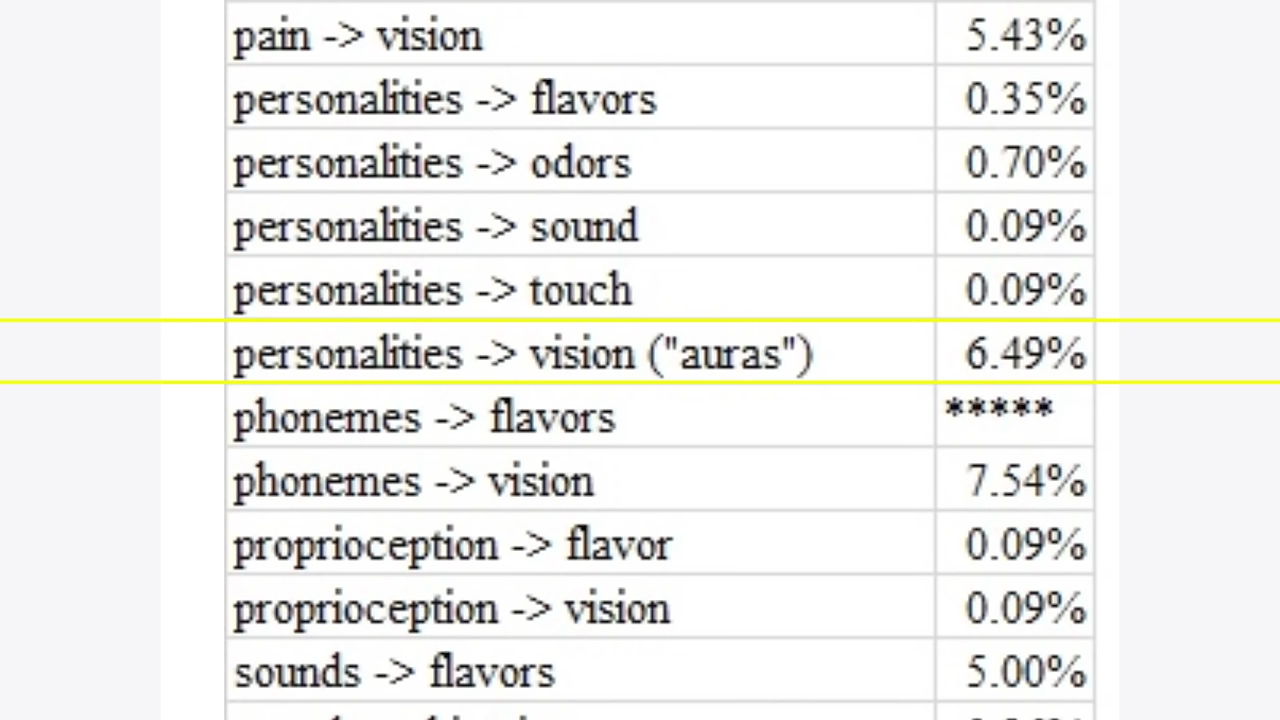 pain -> vision 5.43%
personalities -> flavors 0.35%
personalities -> odors 0.70%
personalities -> sound 0.09%
personalities -> touch 0.09%
personalities -> vision ("auras") 6.49%
phonemes -> flavors *****
phonemes -> vision 7.54%
proprioception -> flavor 0.09%
proprioception -> vision 0.09%
sounds -> flavors 5.00%